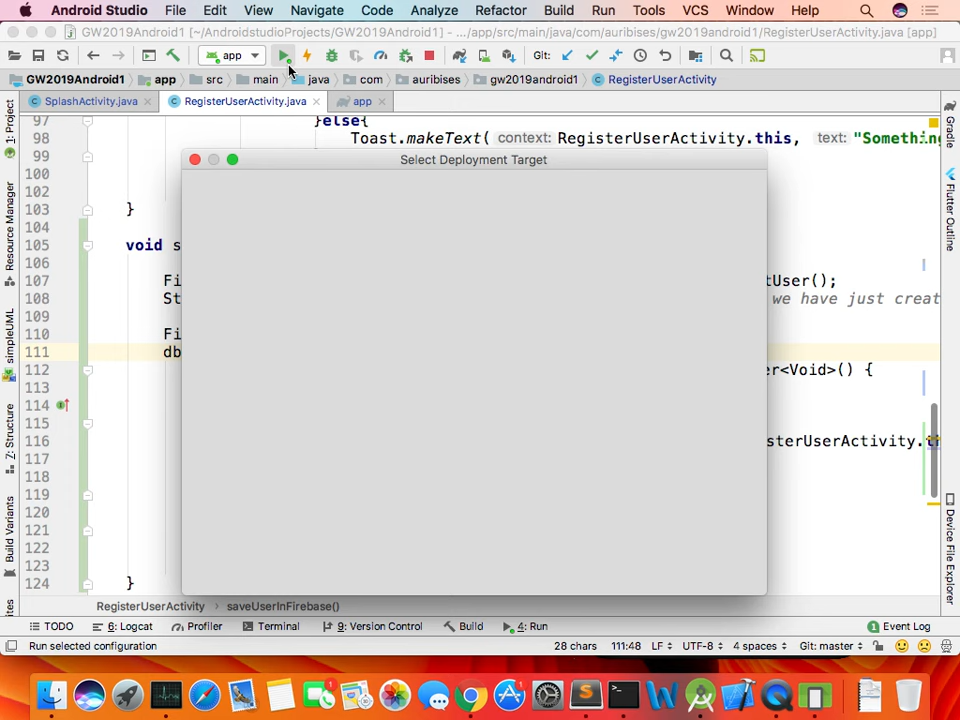 Android Studio File Edit View Navigate Code Analyze Refactor Build Run Tools VCS Window Help
GW2019Android1 [~/AndroidstudioProjects/GW2019Android1] - .../app/src/main/java/com/auribises/gw2019android1/RegisterUserActivity.java [app]
app Git:
GW2019Android1 app src main java com auribises gw2019android1 RegisterUserActivity
SplashActivity.java RegisterUserActivity.java app
1: Project
Resource Manager
simpleUML
7: Structure
Build Variants
Gradle
Flutter Outline
Device File Explorer
97 }else{
98 Toast.makeText( context: RegisterUserActivity.this, text: "Something
Select Deployment Target
99
100
101
102
103 }
104
105 void s
106
107 Fi tUser();
108 St we have just creat
109
110 Fi
111 db
112 er<Void>() {
113
114
115
116 sterUserActivity.th
117
118
119
120
121
122
123
124 }
RegisterUserActivity saveUserInFirebase()
TODO 6: Logcat Profiler Terminal 9: Version Control Build 4: Run 1 Event Log
Run selected configuration 28 chars 111:48 LF UTF-8 4 spaces Git: master